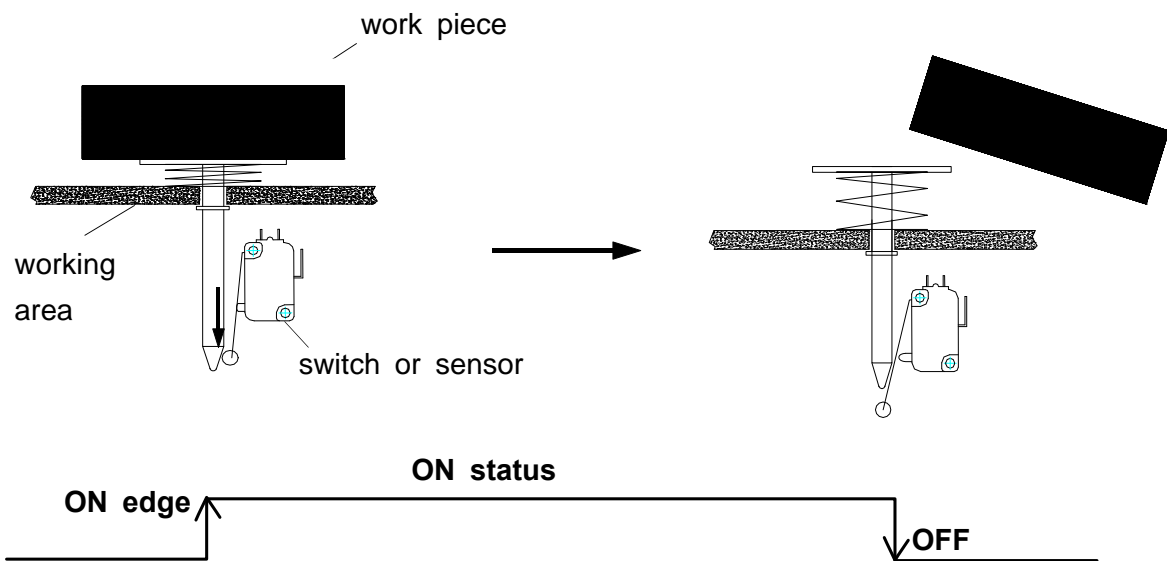 work piece
working
area
switch or sensor
ON status
ON edge
OFF